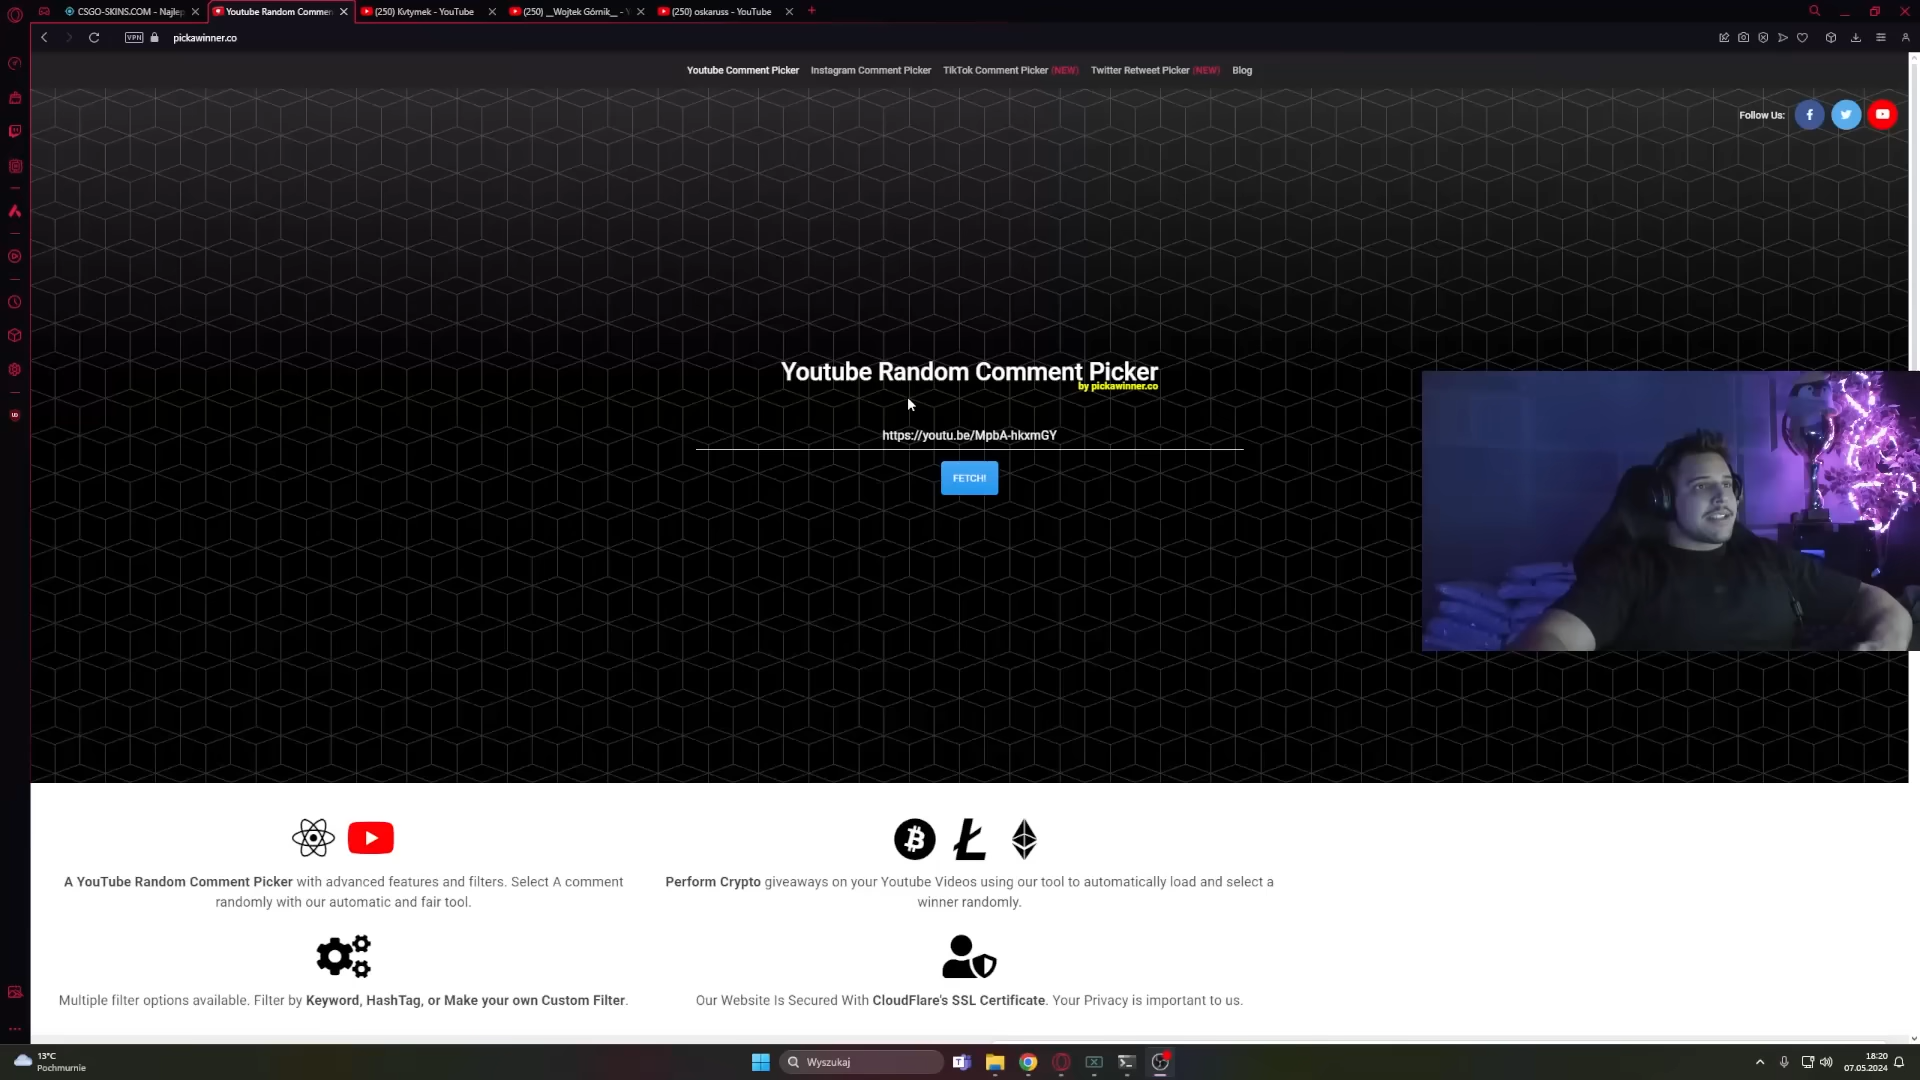 CSGO-SKINS.COM - Najlep
Youtube Random Commen
(250) Kvtymek - YouTube
(250) __Wojtek Górnik__ - Y
(250) oskaruss - YouTube
VPN
pickawinner.co
Youtube Comment Picker
Instagram Comment Picker
TikTok Comment Picker (NEW)
Twitter Retweet Picker (NEW)
Blog
Follow Us:
Youtube Random Comment Picker
by pickawinner.co
https://youtu.be/MpbA-hkxmGY
FETCH!
A YouTube Random Comment Picker with advanced features and filters. Select A comment
randomly with our automatic and fair tool.
Perform Crypto giveaways on your Youtube Videos using our tool to automatically load and select a
winner randomly.
Multiple filter options available. Filter by Keyword, HashTag, or Make your own Custom Filter.
Our Website Is Secured With CloudFlare's SSL Certificate. Your Privacy is important to us.
13°C
Pochmurnie
Wyszukaj
18:20
07.05.2024